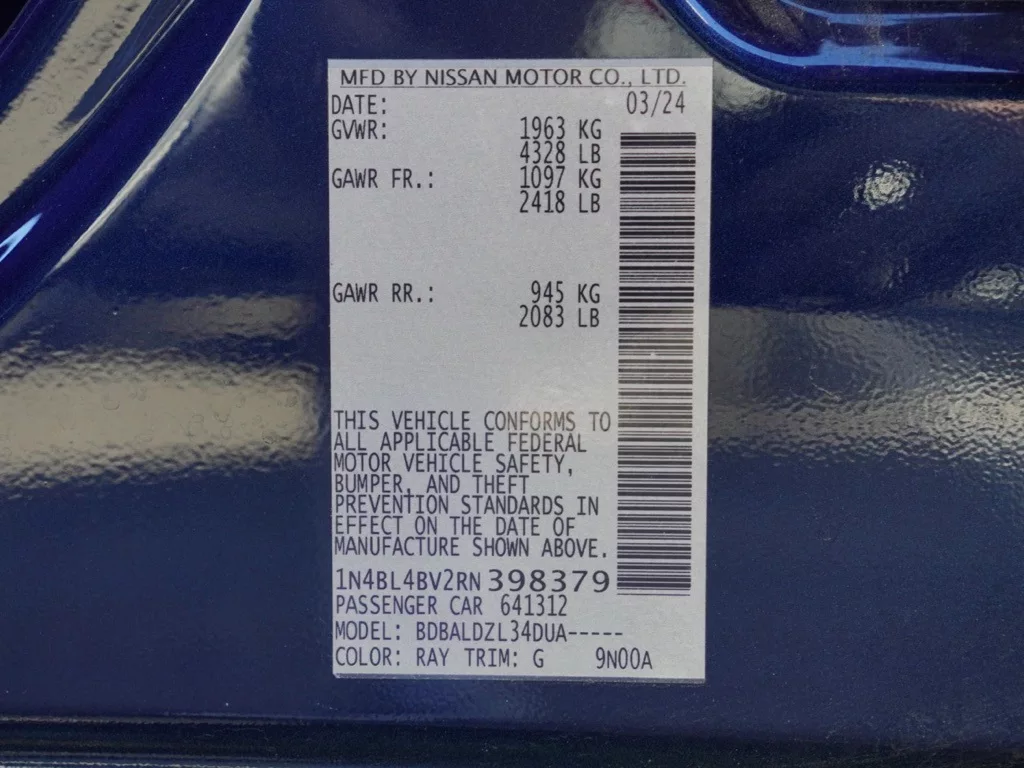 MFD BY NISSAN MOTOR CO., LTD.
DATE: 03/24
GVWR: 1963 KG
4328 LB
GAWR FR.: 1097 KG
2418 LB
GAWR RR.: 945 KG
2083 LB
THIS VEHICLE CONFORMS TO
ALL APPLICABLE FEDERAL
MOTOR VEHICLE SAFETY,
BUMPER, AND THEFT
PREVENTION STANDARDS IN
EFFECT ON THE DATE OF
MANUFACTURE SHOWN ABOVE.
1N4BL4BV2RN398379
PASSENGER CAR 641312
MODEL: BDBALDZL34DUA-----
COLOR: RAY TRIM: G 9N00A